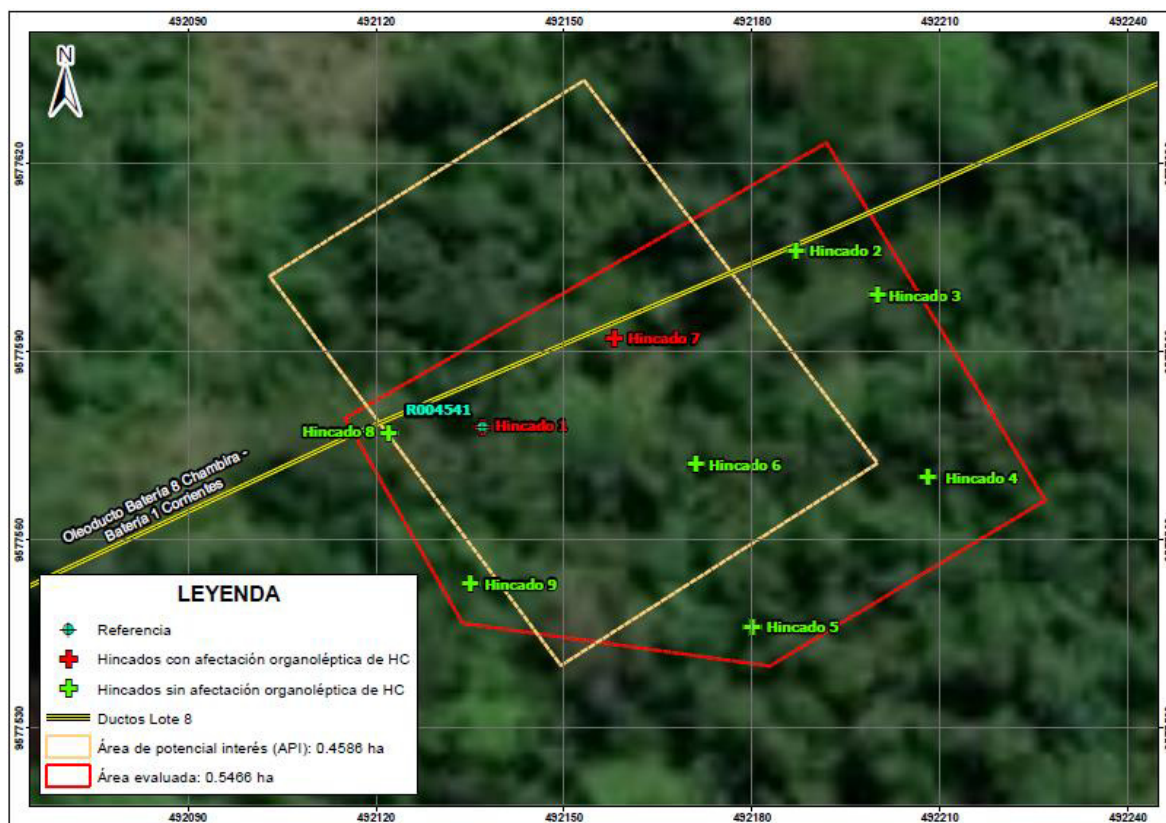 492090 492120 492150 492180 492210 492240
N
9577620
Hincado 2
Hincado 3
9577590
Hincado 7
R004541
Hincado 1
Hincado 8
Hincado 6
Hincado 4
Oleoducto Batería 8 Chambira -
Batería 1 Corrientes
9577560
Hincado 9
Hincado 5
LEYENDA
Referencia
Hincados con afectación organoléptica de HC
Hincados sin afectación organoléptica de HC
Ductos Lote 8
Área de potencial interés (API): 0.4586 ha
Área evaluada: 0.5466 ha
9577530
492090 492120 492150 492180 492210 492240